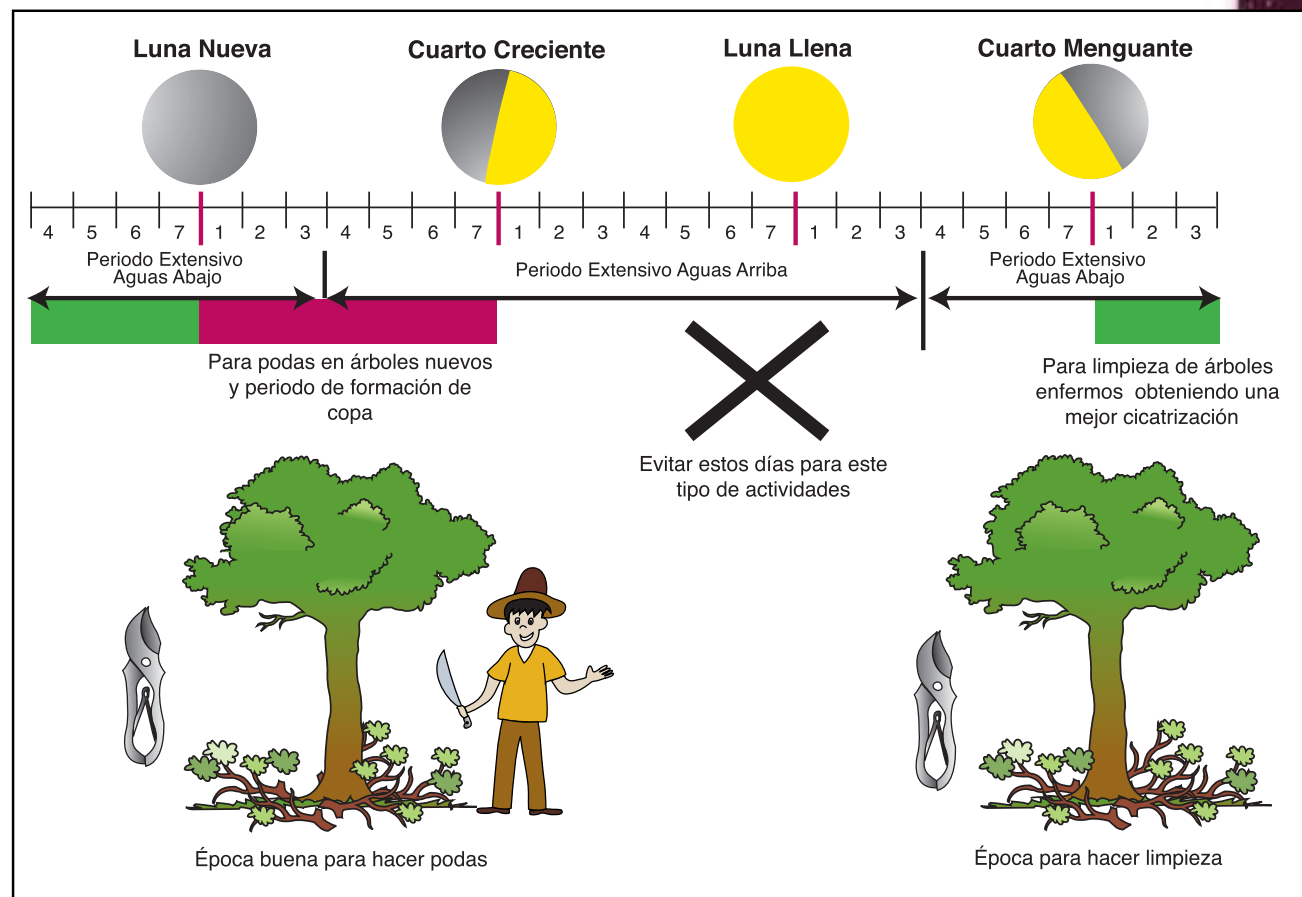 Luna Nueva
Cuarto Creciente
Luna Llena
Cuarto Menguante
4 5 6 7 1 2 3 4 5 6 7 1 2 3 4 5 6 7 1 2 3 4 5 6 7 1 2 3
Periodo Extensivo
Aguas Abajo
Periodo Extensivo Aguas Arriba
Periodo Extensivo
Aguas Abajo
Para podas en árboles nuevos
y periodo de formación de
copa
Evitar estos días para este
tipo de actividades
Para limpieza de árboles
enfermos obteniendo una
mejor cicatrización
Época buena para hacer podas
Época para hacer limpieza